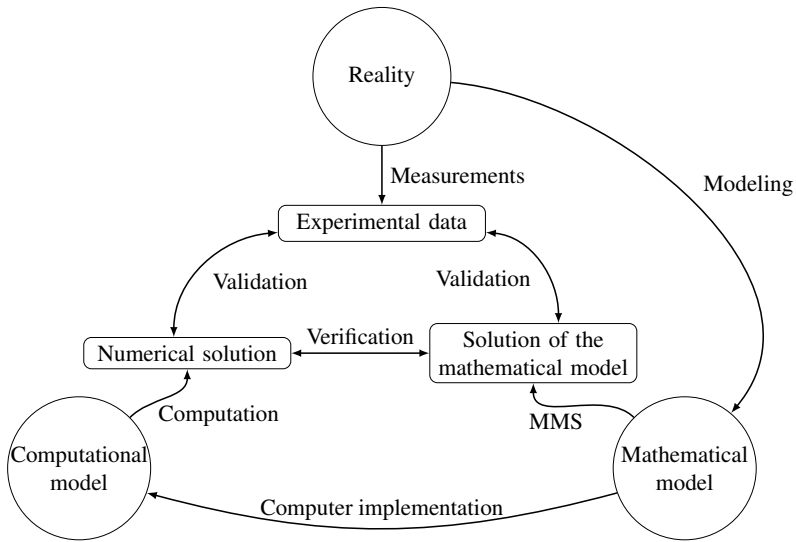 Reality
Measurements
Modeling
Experimental data
Validation
Validation
Verification
Numerical solution
Solution of the
mathematical model
Computation
MMS
Computational
model
Mathematical
model
Computer implementation